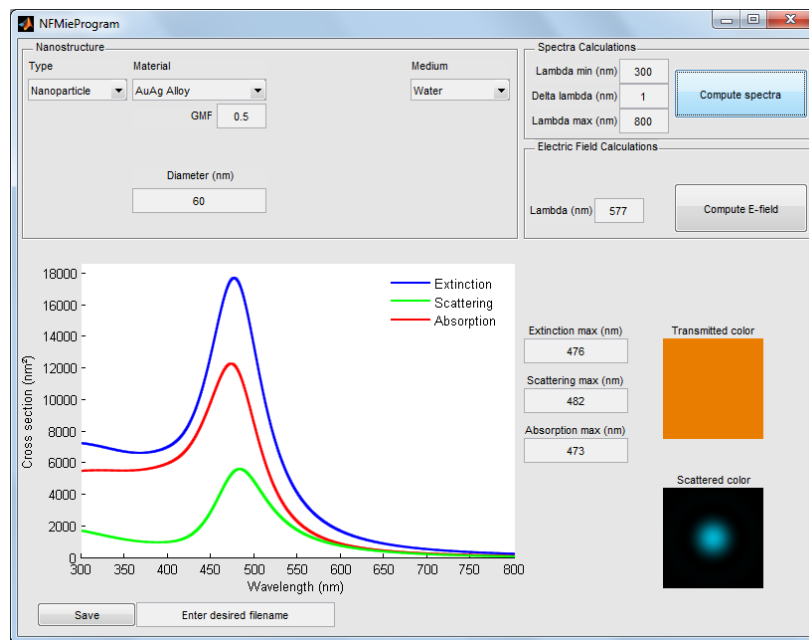 NFMieProgram
Nanostructure
Type
Material
Medium
Nanoparticle
AuAg Alloy
Water
GMF
0.5
Diameter (nm)
60
Spectra Calculations
Lambda min (nm)
300
Delta lambda (nm)
1
Lambda max (nm)
800
Compute spectra
Electric Field Calculations
Lambda (nm)
577
Compute E-field
18000
16000
14000
12000
10000
8000
6000
4000
2000
0
Cross section (nm²)
Extinction
Scattering
Absorption
300 350 400 450 500 550 600 650 700 750 800
Wavelength (nm)
Extinction max (nm)
476
Scattering max (nm)
482
Absorption max (nm)
473
Transmitted color
Scattered color
Save
Enter desired filename